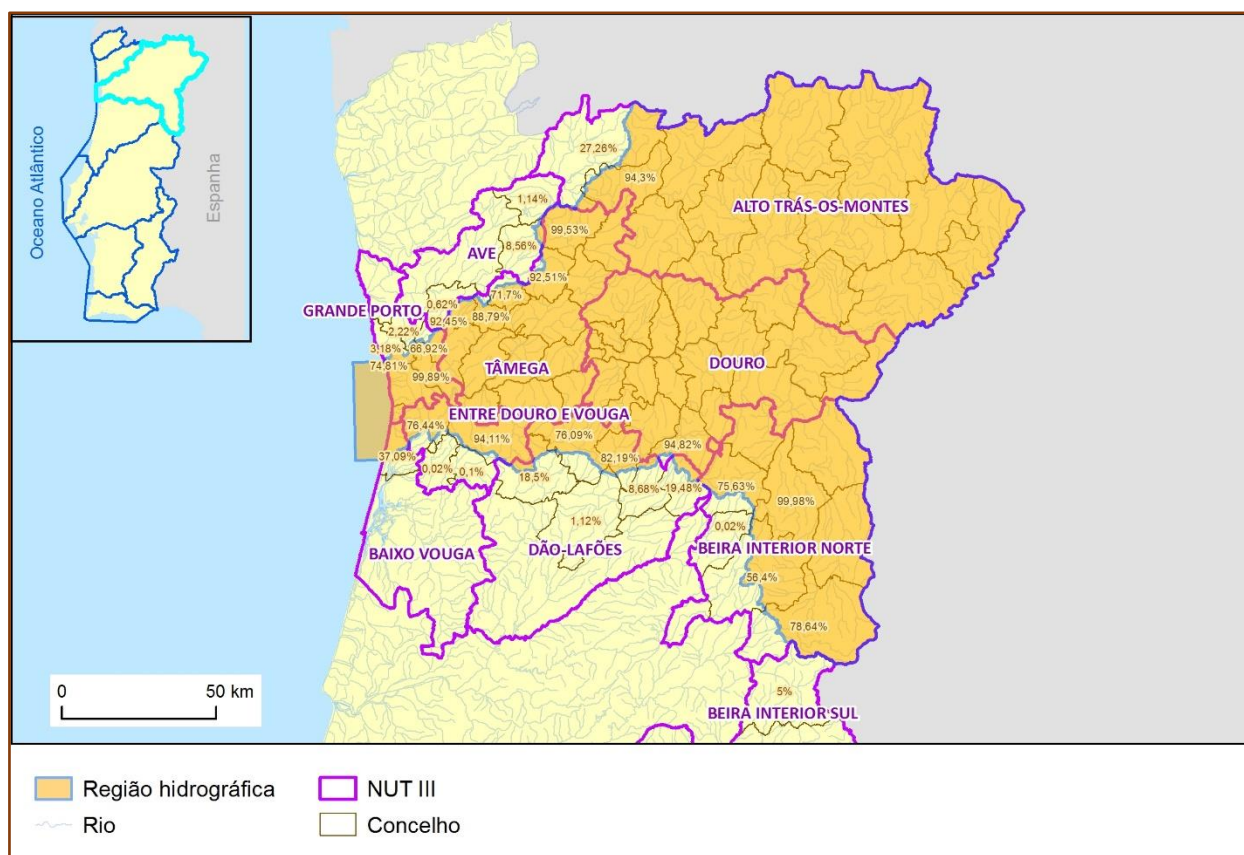 Oceano Atlântico
Espanha
27,26%
94,3%
1,14%
ALTO TRÁS-OS-MONTES
99,53%
8,56%
AVE
92,51%
71,7%
0,62%
GRANDE PORTO
88,79%
92,45%
2,22%
3,18%
66,92%
74,81%
TÂMEGA
DOURO
99,89%
ENTRE DOURO E VOUGA
76,44%
76,09%
94,11%
94,82%
37,09%
82,19%
0,02%
0,1%
18,5%
8,68%
19,48%
75,63%
99,98%
1,12%
0,02%
BAIXO VOUGA
DÃO-LAFÕES
BEIRA INTERIOR NORTE
56,4%
78,64%
0
50 km
5%
BEIRA INTERIOR SUL
Região hidrográfica
NUT III
Rio
Concelho